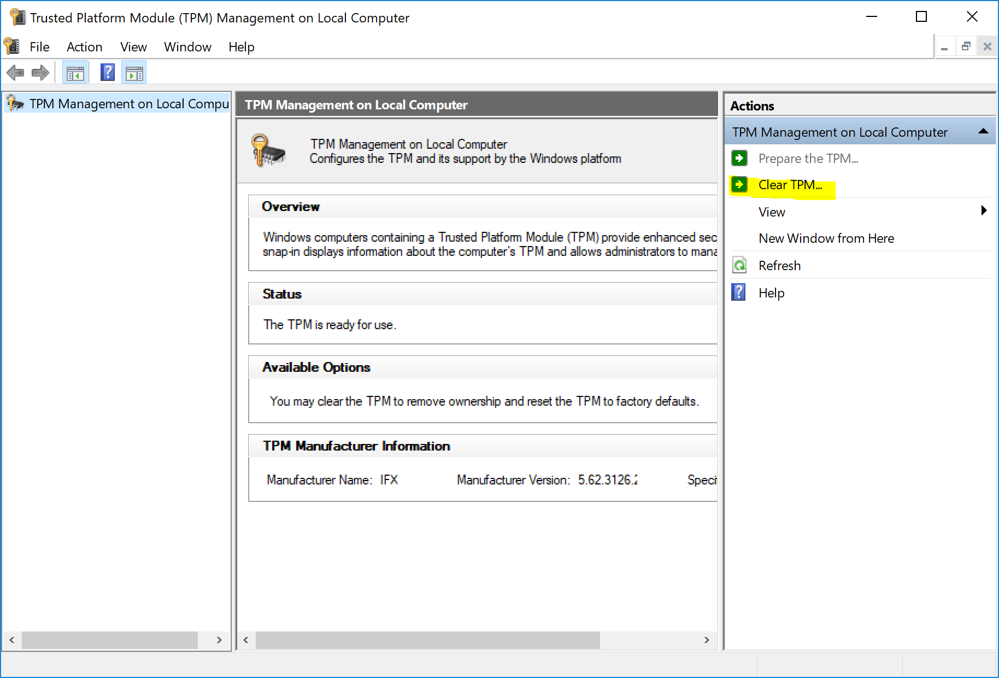 Trusted Platform Module (TPM) Management on Local Computer
File Action View Window Help
TPM Management on Local Compu
TPM Management on Local Computer
TPM Management on Local Computer
Configures the TPM and its support by the Windows platform
Overview
Windows computers containing a Trusted Platform Module (TPM) provide enhanced sec
snap-in displays information about the computer's TPM and allows administrators to mana
Status
The TPM is ready for use.
Available Options
You may clear the TPM to remove ownership and reset the TPM to factory defaults.
TPM Manufacturer Information
Manufacturer Name: IFX Manufacturer Version: 5.62.3126.2 Speci
Actions
TPM Management on Local Computer
Prepare the TPM...
Clear TPM...
View
New Window from Here
Refresh
Help